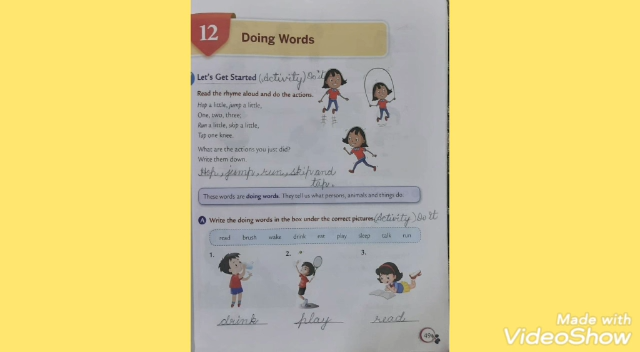 12
Doing Words
Let's Get Started (Activity) Do it
Read the rhyme aloud and do the actions.
Hop a little, jump a little,
One, two, three;
Run a little, skip a little,
Tap one knee.
What are the actions you just did?
Write them down.
Hop, jump, run, skip and
tap.
These words are doing words. They tell us what persons, animals and things do.
A Write the doing words in the box under the correct pictures. (Activity) Do it
read brush wake drink eat play sleep talk run
1. 2. 3.
drink play read
49
Made with
VideoShow